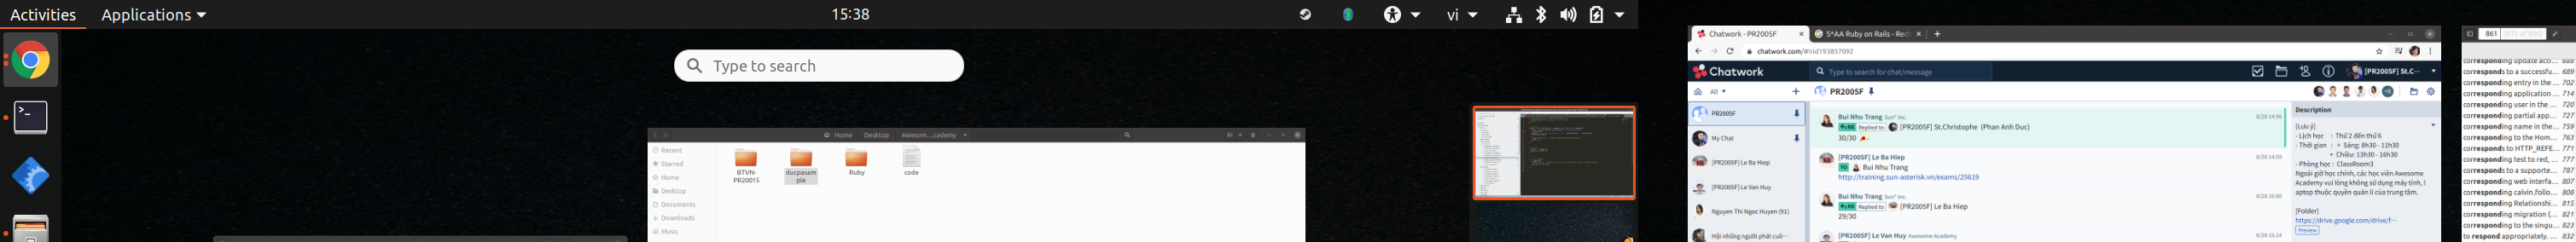 Activities
Applications
15:38
vi
Type to search
Home
Desktop
Awesom...cademy
Recent
Starred
Home
Desktop
Documents
Downloads
Music
BTVN-
PR20015
ducpasam
ple
Ruby
code
Chatwork - PR2005F
S*AA Ruby on Rails - Rec
chatwork.com/#!rid193857092
Chatwork
Type to search for chat/message
[PR2005F] St.C...
All
PR2005F
PR2005F
My Chat
[PR2005F] Le Ba Hiep
[PR2005F] Le Van Huy
Nguyen Thi Ngoc Huyen (91)
Hội những người phát cuồ...
Bui Nhu Trang Sun* Inc.
8/28 14:56
RE Replied to [PR2005F] St.Christophe (Phan Anh Duc)
30/30
[PR2005F] Le Ba Hiep
8/28 14:59
TO Bui Nhu Trang
http://training.sun-asterisk.vn/exams/25619
Bui Nhu Trang Sun* Inc.
8/28 15:00
RE Replied to [PR2005F] Le Ba Hiep
29/30
[PR2005F] Le Van Huy Awesome Academy
8/28 15:24
Description
[Lưu ý]
- Lịch học : Thứ 2 đến thứ 6
- Thời gian : + Sáng: 8h30 - 11h30
+ Chiều: 13h30 - 16h30
- Phòng học : ClassRoom3
Ngoài giờ học chính, các học viên Awesome
Academy vui lòng không sử dụng máy tính, l
aptop thuộc quyền quản lí của trung tâm.
[Folder]
https://drive.google.com/drive/f...
Preview
861
(875 of 990)
corresponding update acti... 688
corresponds to a successfu... 689
corresponding entry in the ... 702
corresponding application ... 714
corresponding user in the ... 720
corresponding partial app... 727
corresponding name in the... 759
corresponding to the Hom... 763
corresponds to HTTP_REFE... 771
corresponding test to red, ... 777
corresponds to a supporte... 787
corresponding web interfa... 807
corresponding calvin.follo... 808
corresponding Relationshi... 815
corresponding migration (... 821
corresponding to the singu... 827
to respond appropriately. ... 832